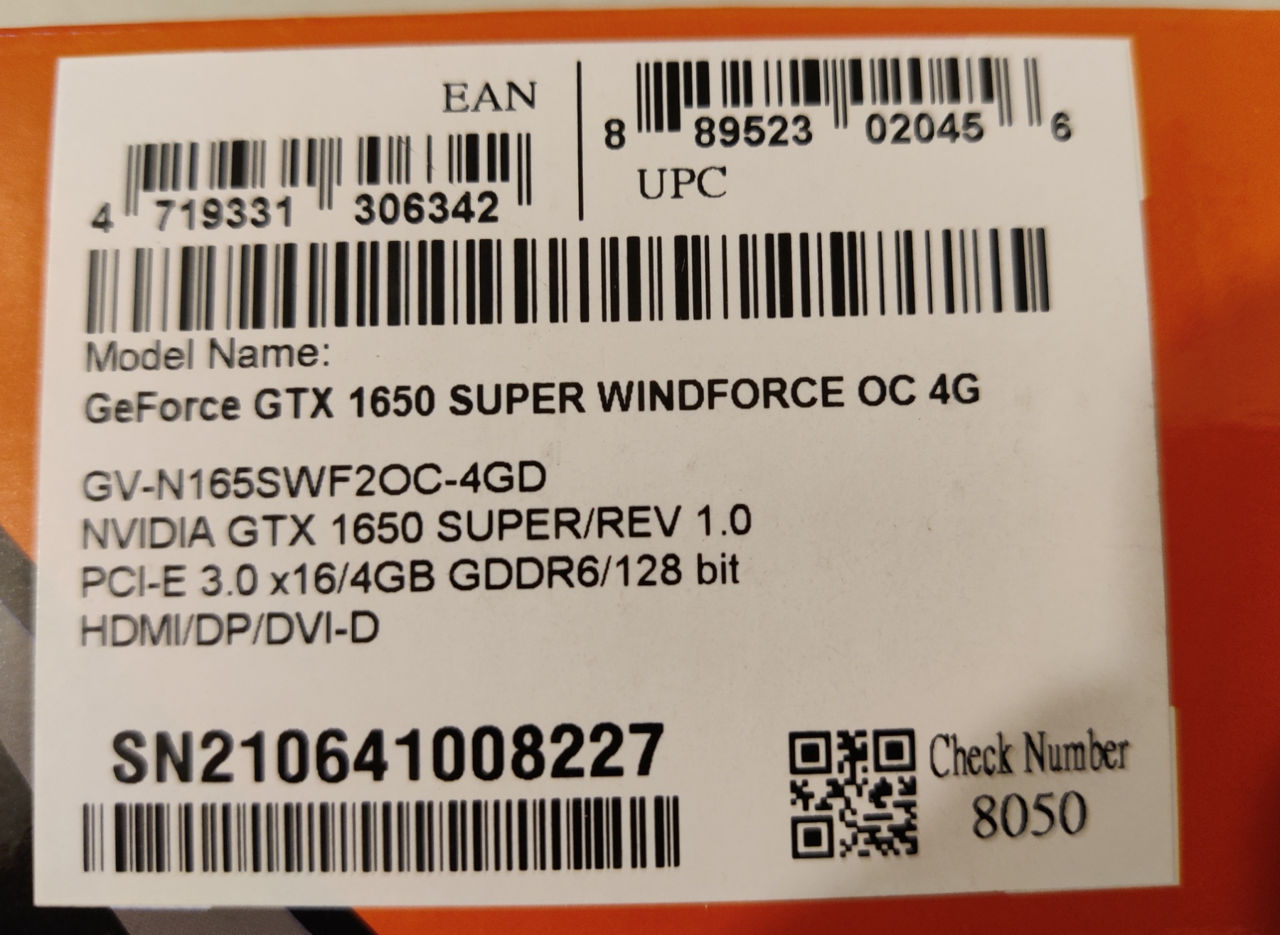 EAN
4 719331 306342
8 89523 02045 6
UPC
Model Name:
GeForce GTX 1650 SUPER WINDFORCE OC 4G
GV-N165SWF2OC-4GD
NVIDIA GTX 1650 SUPER/REV 1.0
PCI-E 3.0 x16/4GB GDDR6/128 bit
HDMI/DP/DVI-D
SN210641008227
Check Number
8050